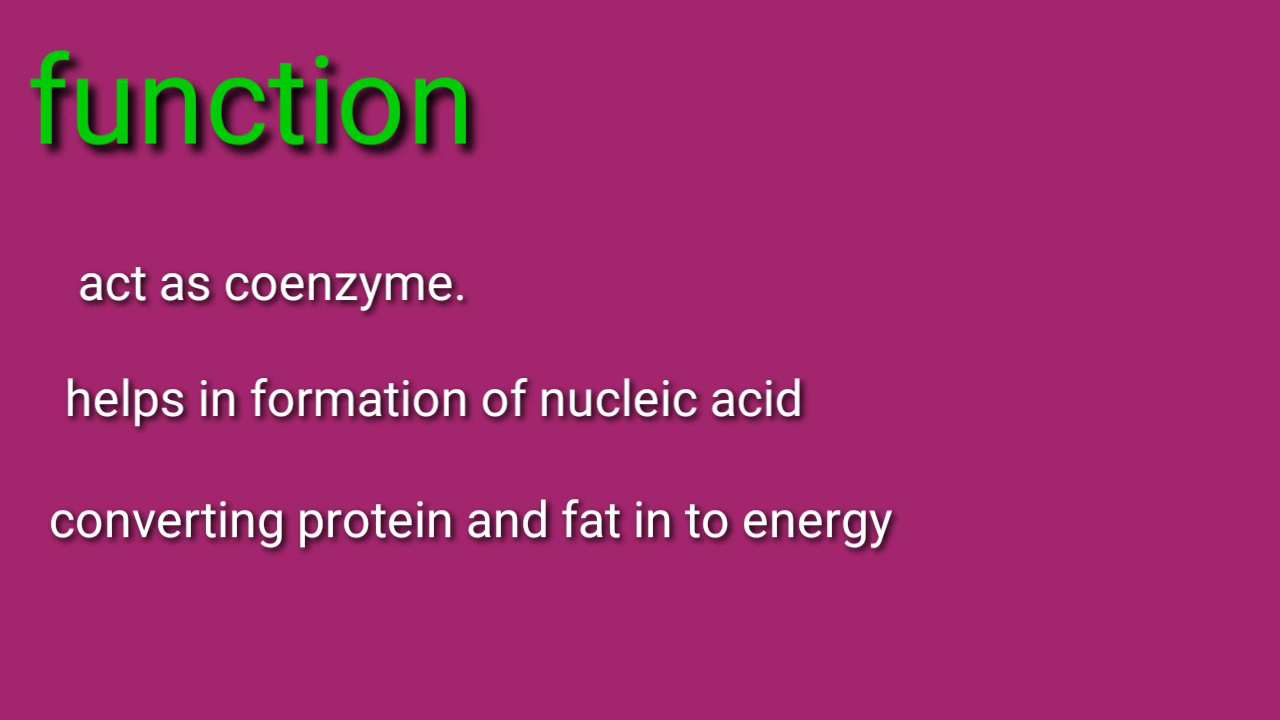 function
act as coenzyme.
helps in formation of nucleic acid
converting protein and fat in to energy